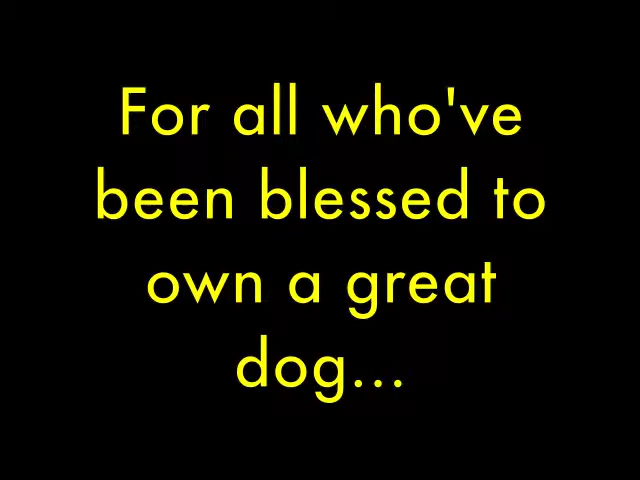 For all who've
been blessed to
own a great
dog...